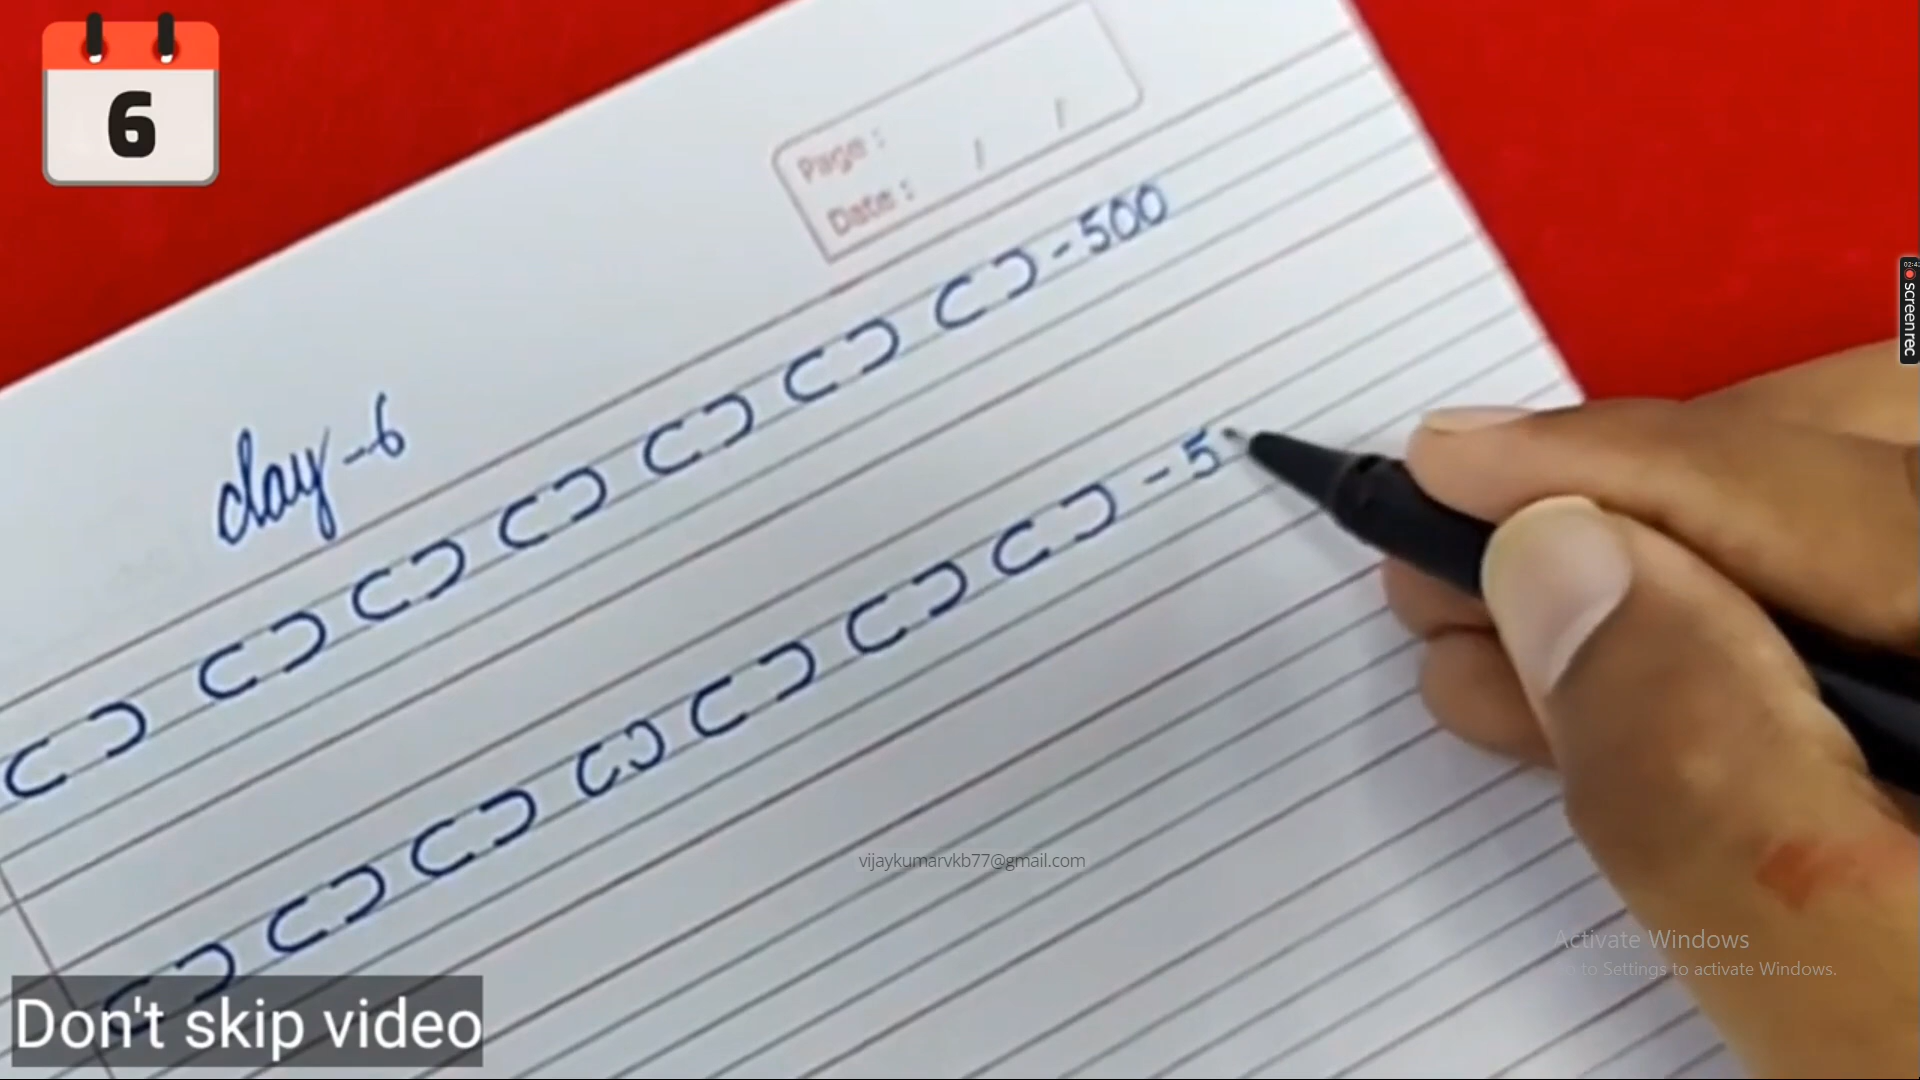 6
Page :
Date : / /
day-6
⊂ ⊃ ⊂ ⊃ ⊂ ⊃ ⊂ ⊃ ⊂ ⊃ ⊂ ⊃ ⊂ ⊃ - 500
⊂ ⊃ ⊂ ⊃ ⊂ ⊃ ⊂ ⊃ ⊂ ⊃ ⊂ ⊃ ⊂ ⊃ - 5
vijaykumarvkb77@gmail.com
Activate Windows
Go to Settings to activate Windows.
Don't skip video
screenrec